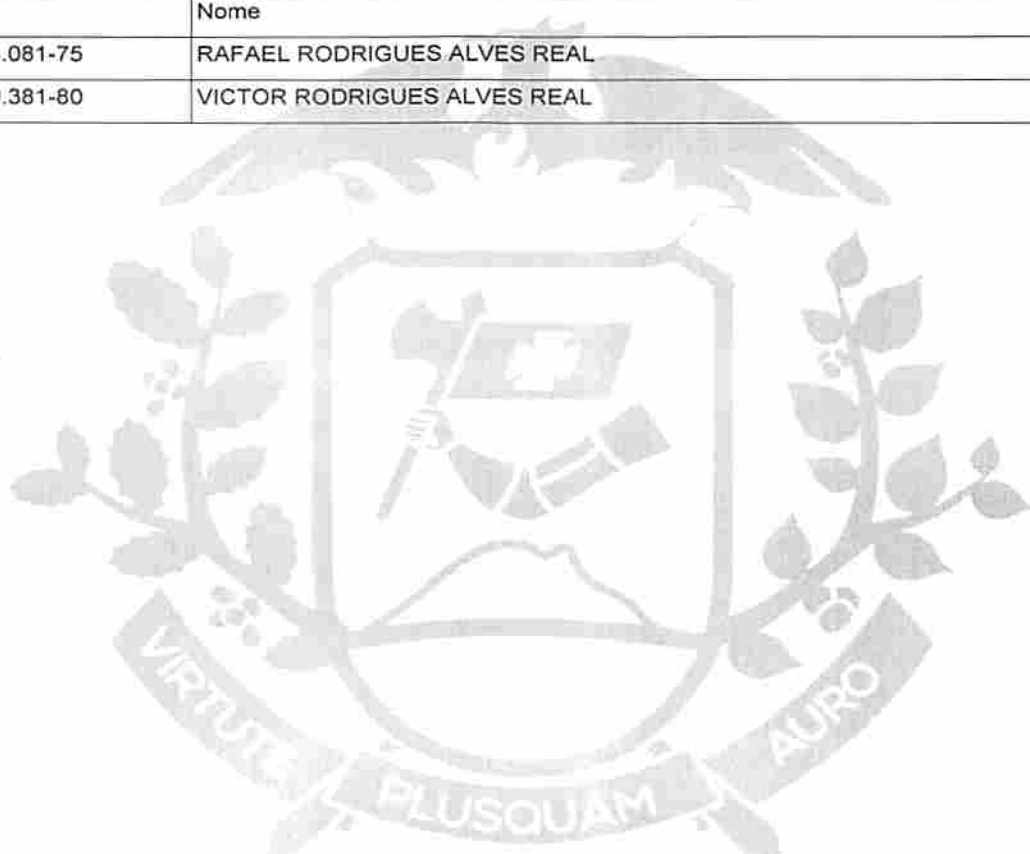 Nome
.081-75 RAFAEL RODRIGUES ALVES REAL
.381-80 VICTOR RODRIGUES ALVES REAL
VIRTUTE PLUSQUAM AURO